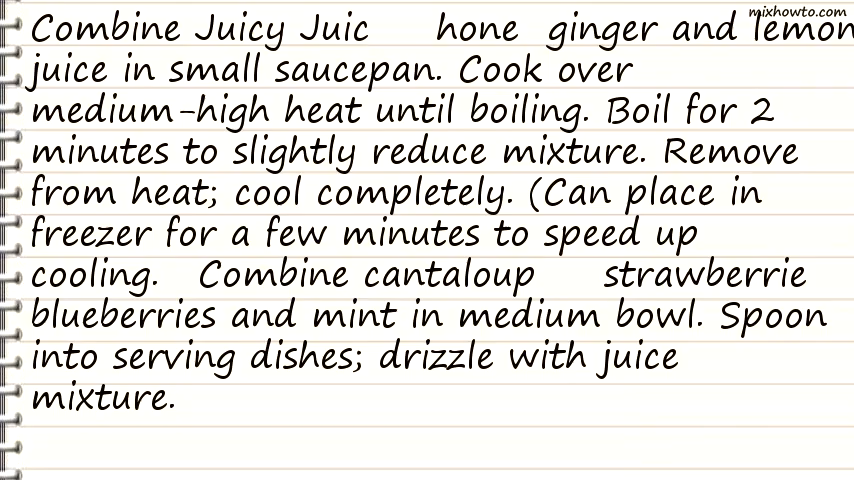 mixhowto.com
Combine Juicy Juic hone ginger and lemon
juice in small saucepan. Cook over
medium-high heat until boiling. Boil for 2
minutes to slightly reduce mixture. Remove
from heat; cool completely. (Can place in
freezer for a few minutes to speed up
cooling. Combine cantaloup strawberrie
blueberries and mint in medium bowl. Spoon
into serving dishes; drizzle with juice
mixture.